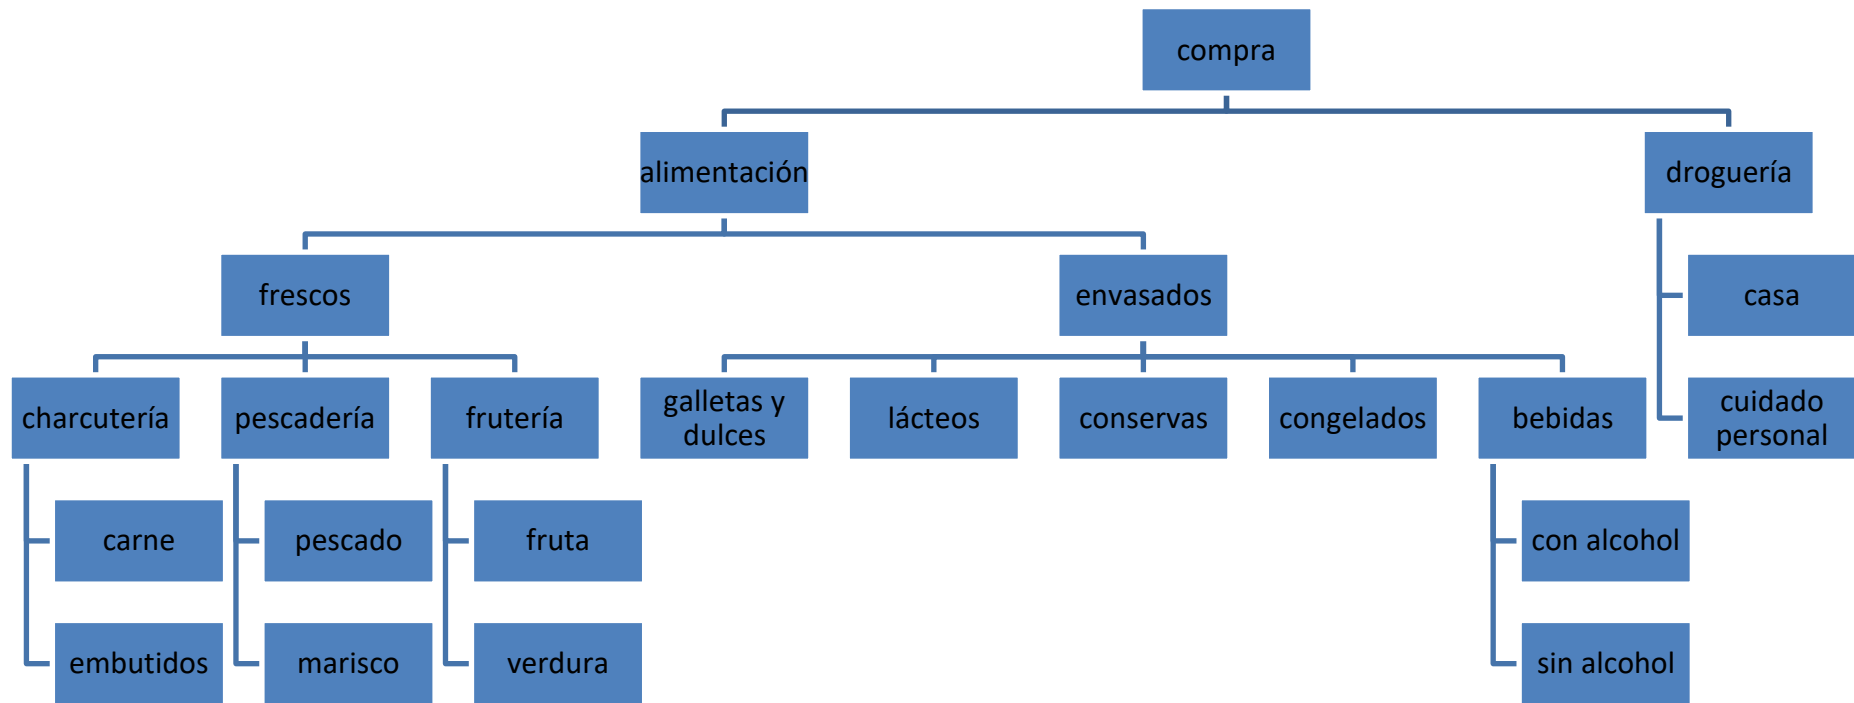 compra
alimentación
droguería
frescos
envasados
casa
charcutería
pescadería
frutería
galletas y
dulces
lácteos
conservas
congelados
bebidas
cuidado
personal
carne
pescado
fruta
con alcohol
embutidos
marisco
verdura
sin alcohol